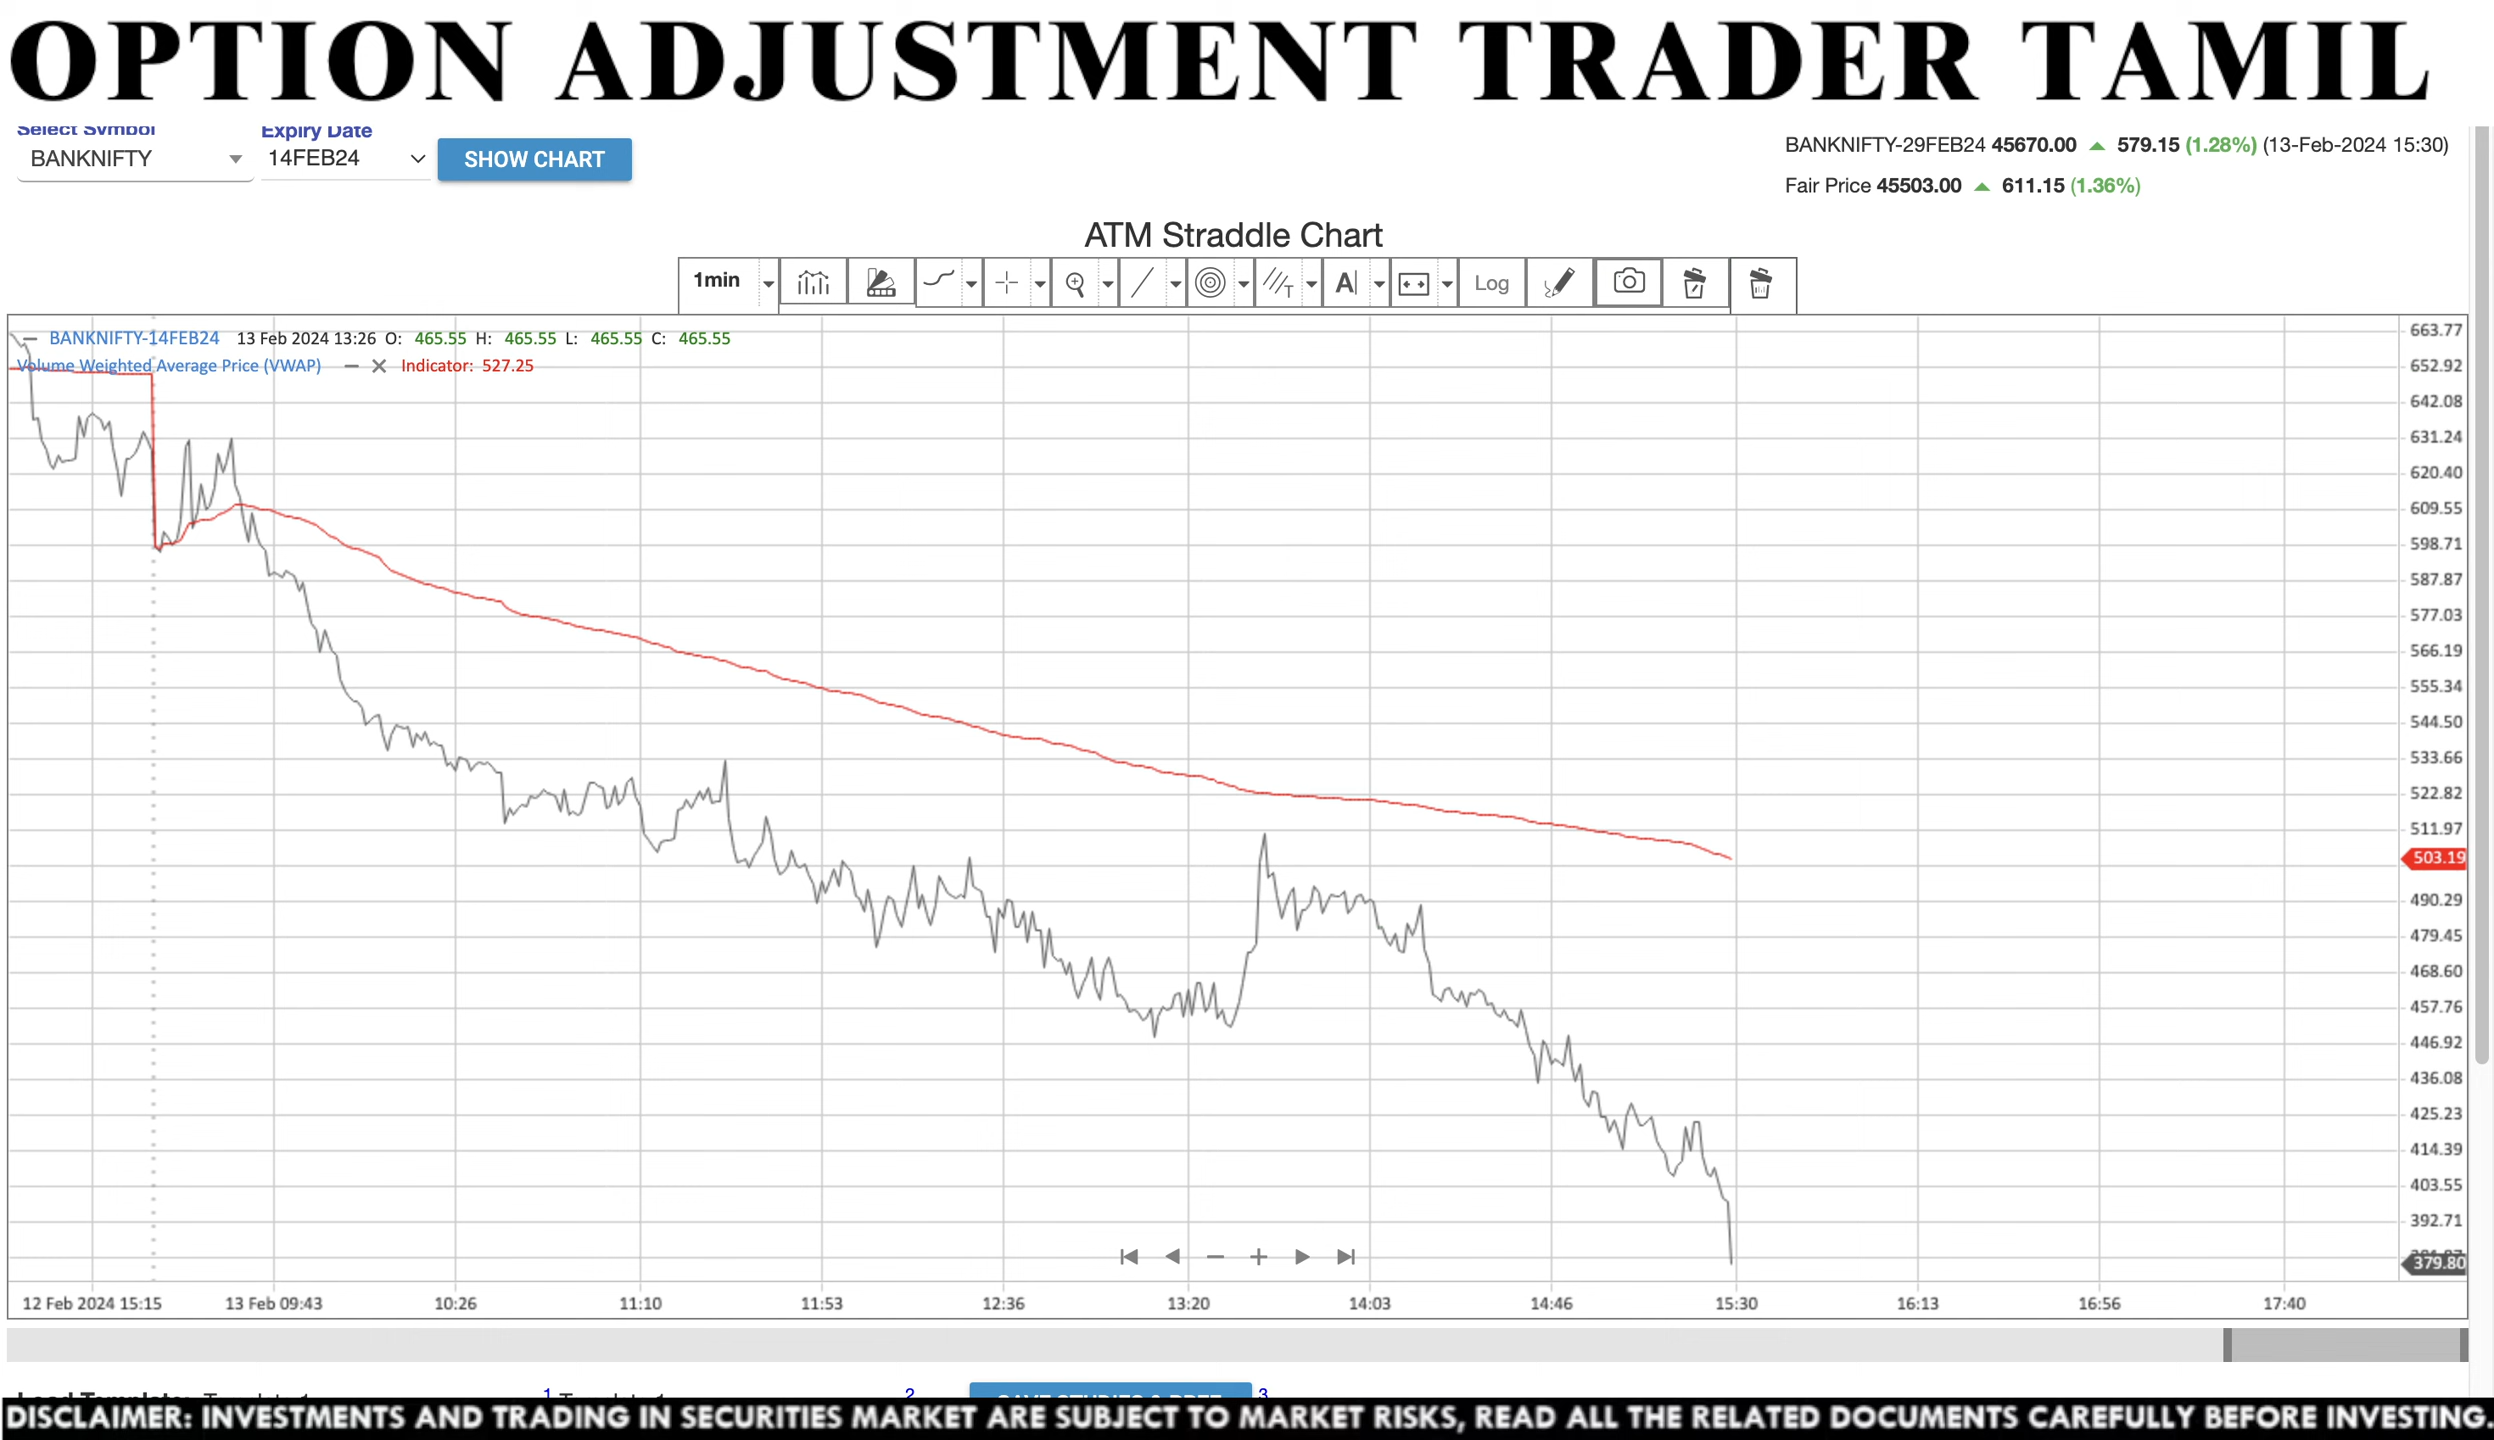 OPTION ADJUSTMENT TRADER TAMIL
Select Symbol
Expiry Date
BANKNIFTY
14FEB24
SHOW CHART
BANKNIFTY-29FEB24 45670.00 ▲ 579.15 (1.28%) (13-Feb-2024 15:30)
Fair Price 45503.00 ▲ 611.15 (1.36%)
ATM Straddle Chart
1min
A
Log
BANKNIFTY-14FEB24 13 Feb 2024 13:26 O: 465.55 H: 465.55 L: 465.55 C: 465.55
Volume Weighted Average Price (VWAP) Indicator: 527.25
663.77
652.92
642.08
631.24
620.40
609.55
598.71
587.87
577.03
566.19
555.34
544.50
533.66
522.82
511.97
503.19
490.29
479.45
468.60
457.76
446.92
436.08
425.23
414.39
403.55
392.71
379.80
12 Feb 2024 15:15 13 Feb 09:43 10:26 11:10 11:53 12:36 13:20 14:03 14:46 15:30 16:13 16:56 17:40
1 2 3
DISCLAIMER: INVESTMENTS AND TRADING IN SECURITIES MARKET ARE SUBJECT TO MARKET RISKS, READ ALL THE RELATED DOCUMENTS CAREFULLY BEFORE INVESTING.